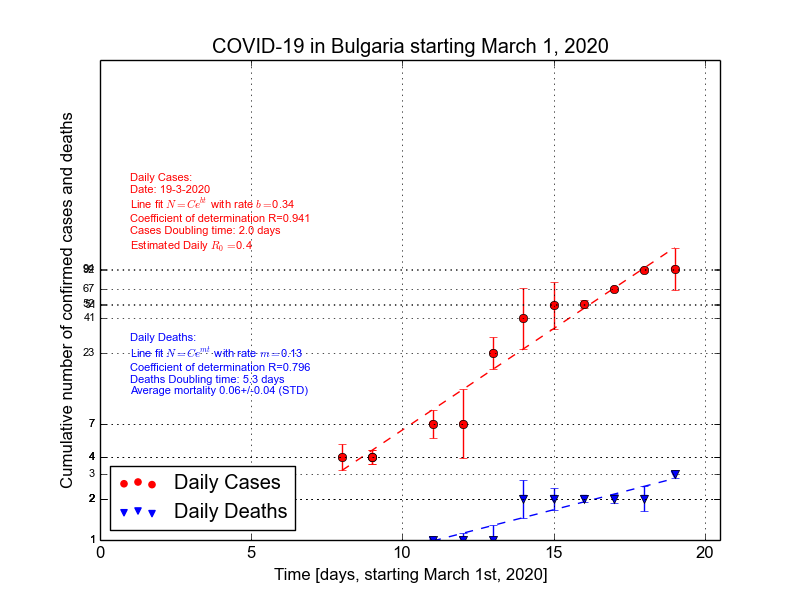 COVID-19 in Bulgaria starting March 1, 2020
Cumulative number of confirmed cases and deaths
Daily Cases:
Date: 19-3-2020
Line fit N=Ce^{bt} with rate b=0.34
Coefficient of determination R=0.941
Cases Doubling time: 2.0 days
Estimated Daily R_0=0.4
67
41
Daily Deaths:
23
Line fit N=Ce^{mt} with rate m=0.13
Coefficient of determination R=0.796
Deaths Doubling time: 5.3 days
Average mortality 0.06+/-0.04 (STD)
7
4
3
2
1
Daily Cases
Daily Deaths
0 5 10 15 20
Time [days, starting March 1st, 2020]